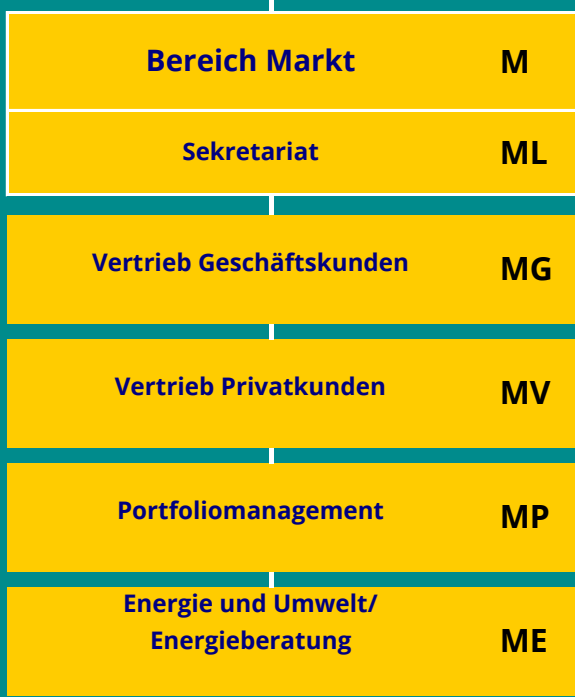 Bereich Markt M
Sekretariat ML
Vertrieb Geschäftskunden MG
Vertrieb Privatkunden MV
Portfoliomanagement MP
Energie und Umwelt/
Energieberatung ME